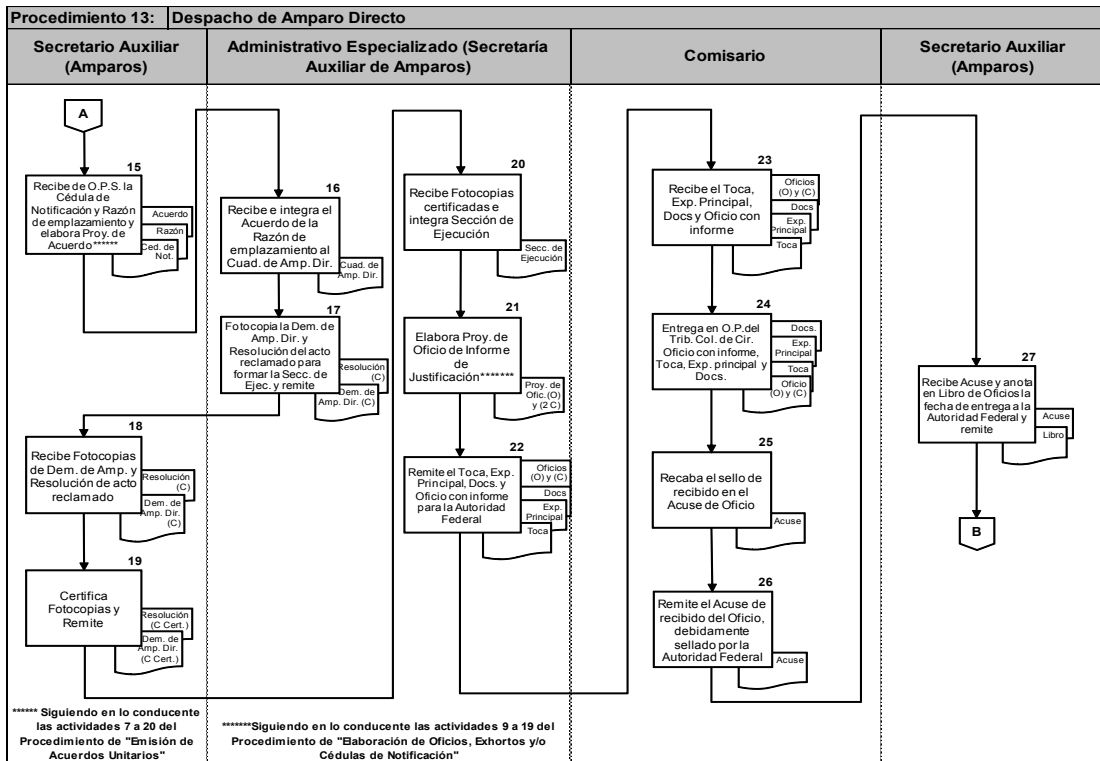 Procedimiento 13: Despacho de Amparo Directo
Secretario Auxiliar
(Amparos)
Administrativo Especializado (Secretaría
Auxiliar de Amparos)
Comisario
Secretario Auxiliar
(Amparos)
A
15
Recibe de O.P.S. la
Cédula de
Notificación y Razón
de emplazamiento y
elabora Proy. de
Acuerdo******
Acuerdo
Razón
Ced. de
Not.
16
Recibe e integra el
Acuerdo de la
Razón de
emplazamiento al
Cuad. de Amp. Dir.
Cuad. de
Amp. Dir.
17
Fotocopia la Dem. de
Amp. Dir. y
Resolución del acto
reclamado para
formar la Secc. de
Ejec. y remite
Resolución
(C)
Dem. de
Amp. Dir. (C)
18
Recibe Fotocopias
de Dem. de Amp. y
Resolución de acto
reclamado
Resolución
(C)
Dem. de
Amp. Dir.
(C)
19
Certifica
Fotocopias y
Remite
Resolución
(C Cert.)
Dem. de
Amp. Dir.
(C Cert.)
20
Recibe Fotocopias
certificadas e
integra Sección de
Ejecución
Secc. de
Ejecución
21
Elabora Proy. de
Oficio de Informe
de
Justificación*******
Proy. de
Ofic. (O)
y (2 C)
22
Remite el Toca, Exp.
Principal, Docs. y
Oficio con informe
para la Autoridad
Federal
Oficios
(O) y (C)
Docs
Exp.
Principal
Toca
23
Recibe el Toca,
Exp. Principal,
Docs y Oficio con
informe
Oficios
(O) y (C)
Docs
Exp.
Principal
Toca
24
Entrega en O.P.del
Trib. Col. de Cir.
Oficio con informe,
Toca, Exp. principal y
Docs.
Docs.
Exp.
Principal
Toca
Oficio
(O) y (C)
25
Recaba el sello de
recibido en el
Acuse de Oficio
Acuse
26
Remite el Acuse de
recibido del Oficio,
debidamente
sellado por la
Autoridad Federal
Acuse
27
Recibe Acuse y anota
en Libro de Oficios la
fecha de entrega a la
Autoridad Federal y
remite
Acuse
Libro
B
****** Siguiendo en lo conducente
las actividades 7 a 20 del
Procedimiento de "Emisión de
Acuerdos Unitarios"
*******Siguiendo en lo conducente las actividades 9 a 19 del
Procedimiento de "Elaboración de Oficios, Exhortos y/o
Cédulas de Notificación"